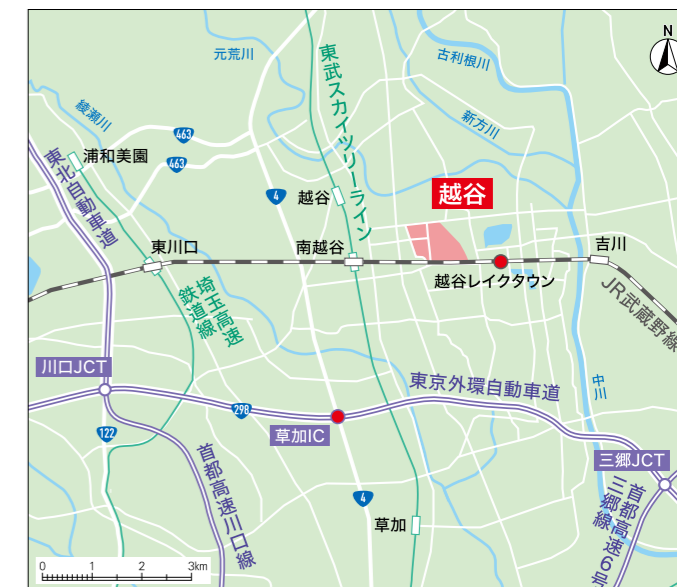 元荒川
東武スカイツリーライン
古利根川
N
新方川
綾瀬川
463
463
浦和美園
東北自動車道
4
越谷
越谷
東川口
南越谷
吉川
越谷レイクタウン
JR武蔵野線
埼玉高速
鉄道線
川口JCT
東京外環自動車道
中川
298
草加IC
122
三郷JCT
首都高速川口線
首都高速6号
三郷線
4
草加
0 1 2 3km